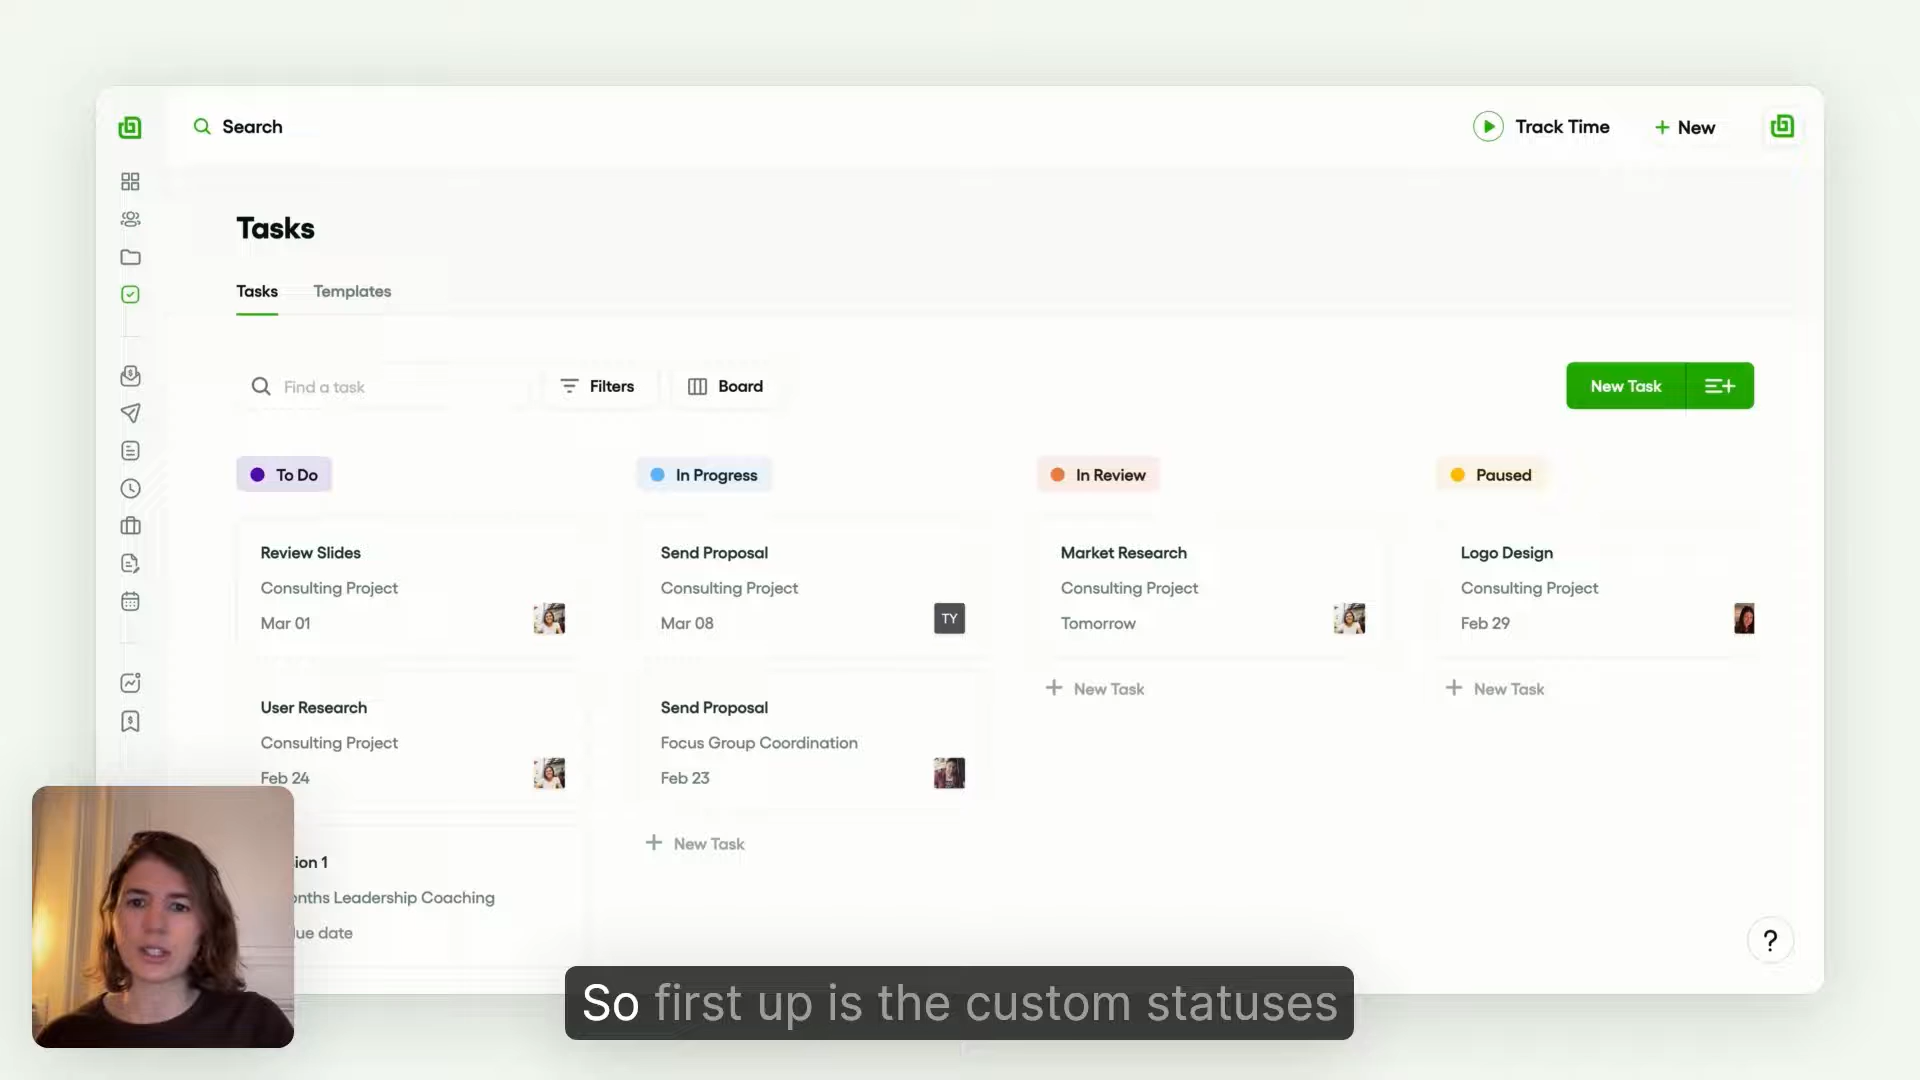 Search
Track Time
+ New
Tasks
Tasks
Templates
Find a task
Filters
Board
New Task
To Do
Review Slides
Consulting Project
Mar 01
User Research
Consulting Project
Feb 24
ion 1
onths Leadership Coaching
ue date
In Progress
Send Proposal
Consulting Project
Mar 08
TY
Send Proposal
Focus Group Coordination
Feb 23
+ New Task
In Review
Market Research
Consulting Project
Tomorrow
+ New Task
Paused
Logo Design
Consulting Project
Feb 29
+ New Task
?
So first up is the custom statuses